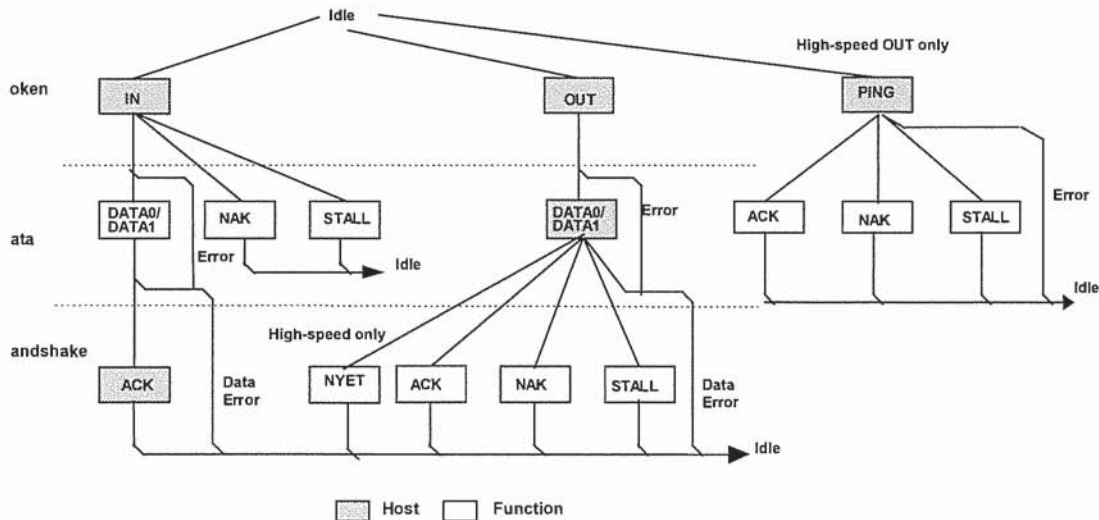 Idle
High-speed OUT only
oken
IN
OUT
PING
DATA0/
DATA1
NAK
STALL
DATA0/
DATA1
Error
ACK
NAK
STALL
Error
ata
Error
Idle
Idle
High-speed only
andshake
ACK
Data
Error
NYET
ACK
NAK
STALL
Data
Error
Idle
Host
Function